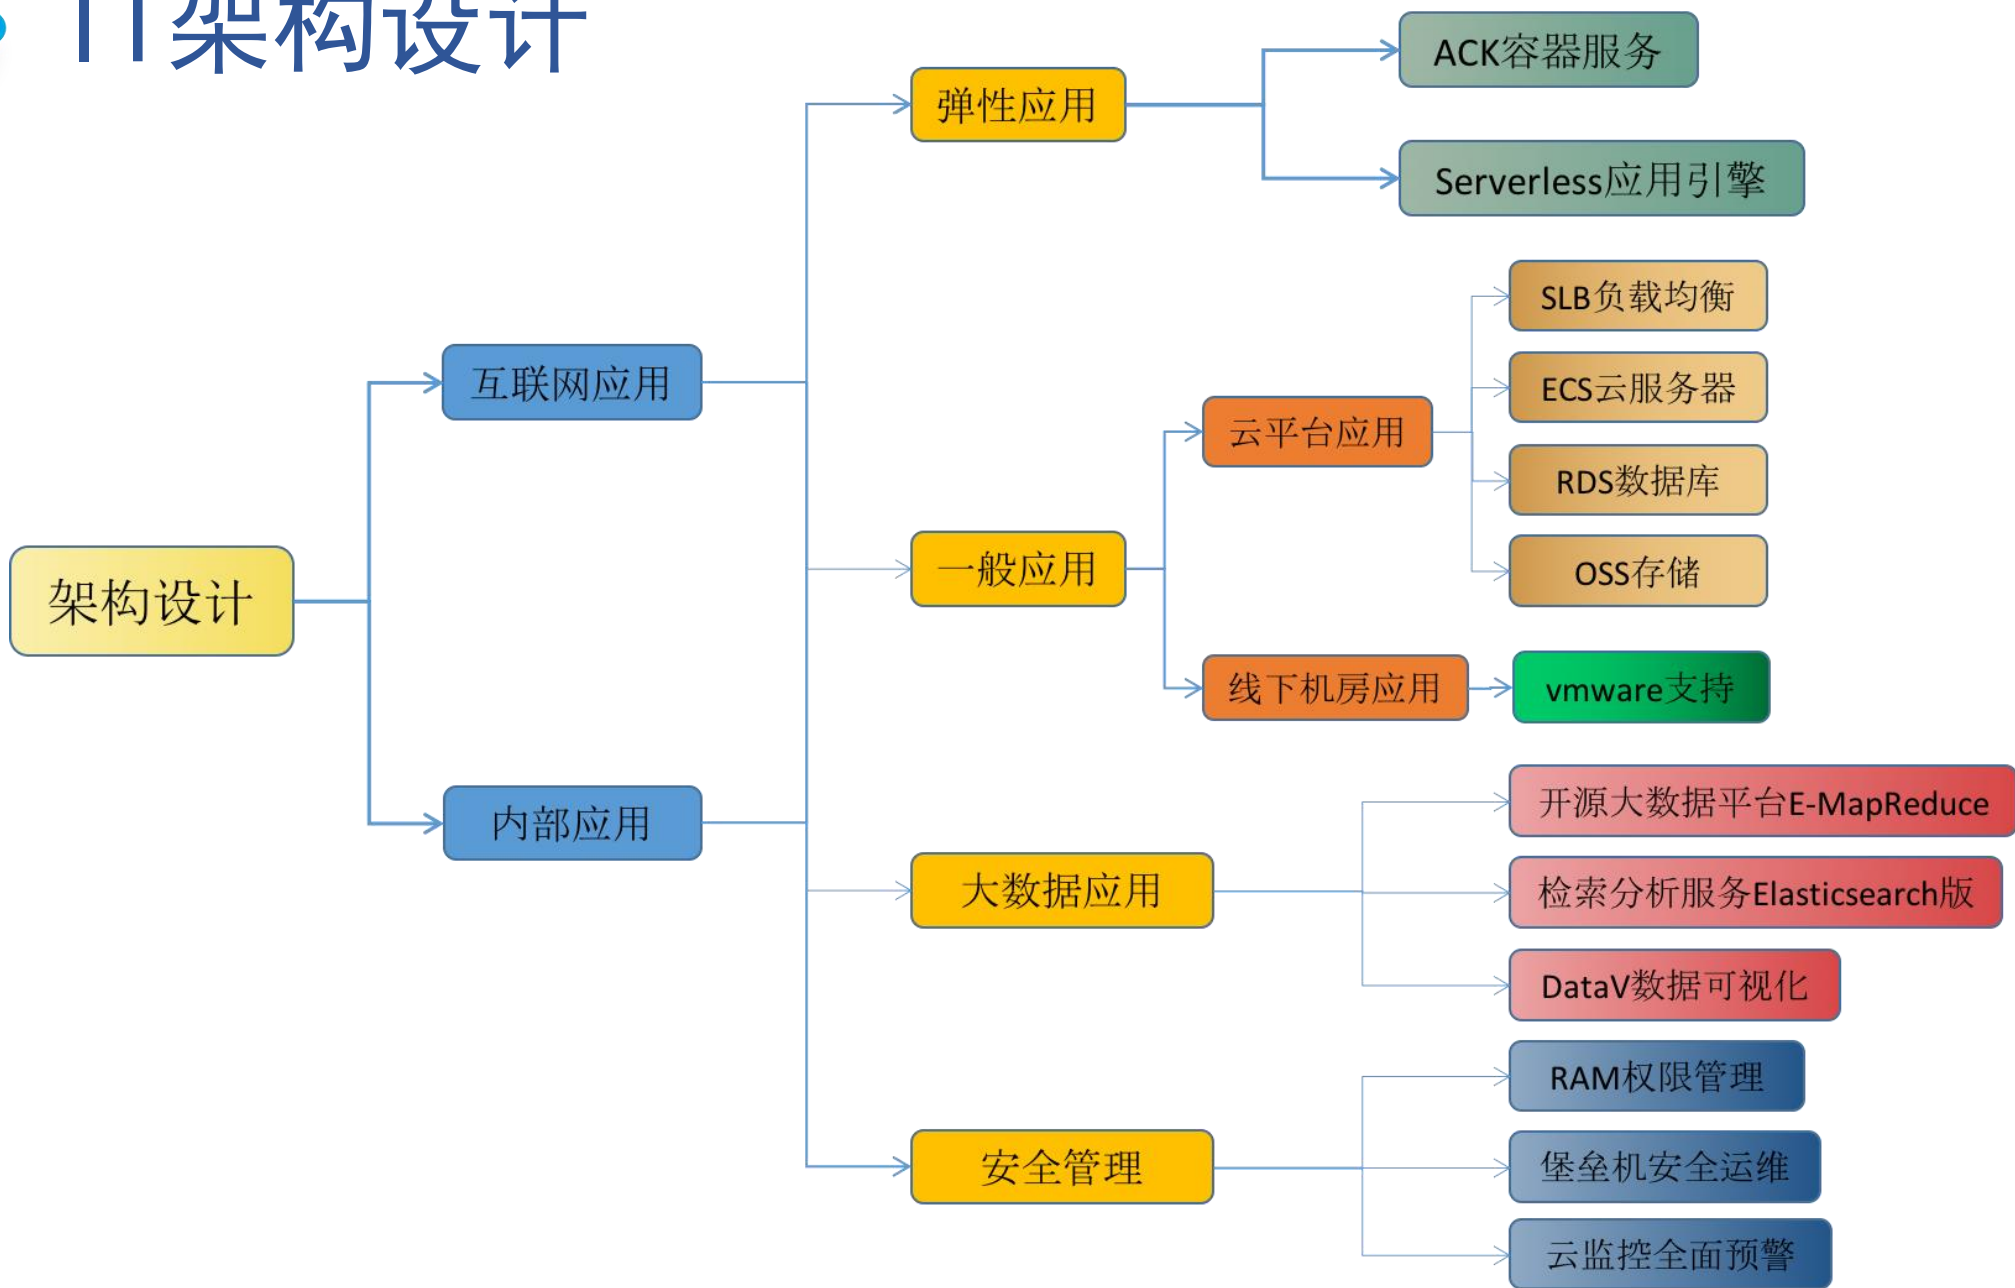 IT架构设计
ACK容器服务
弹性应用
Serverless应用引擎
SLB负载均衡
互联网应用
ECS云服务器
云平台应用
RDS数据库
一般应用
OSS存储
架构设计
线下机房应用
vmware支持
开源大数据平台E-MapReduce
内部应用
大数据应用
检索分析服务Elasticsearch版
DataV数据可视化
RAM权限管理
安全管理
堡垒机安全运维
云监控全面预警